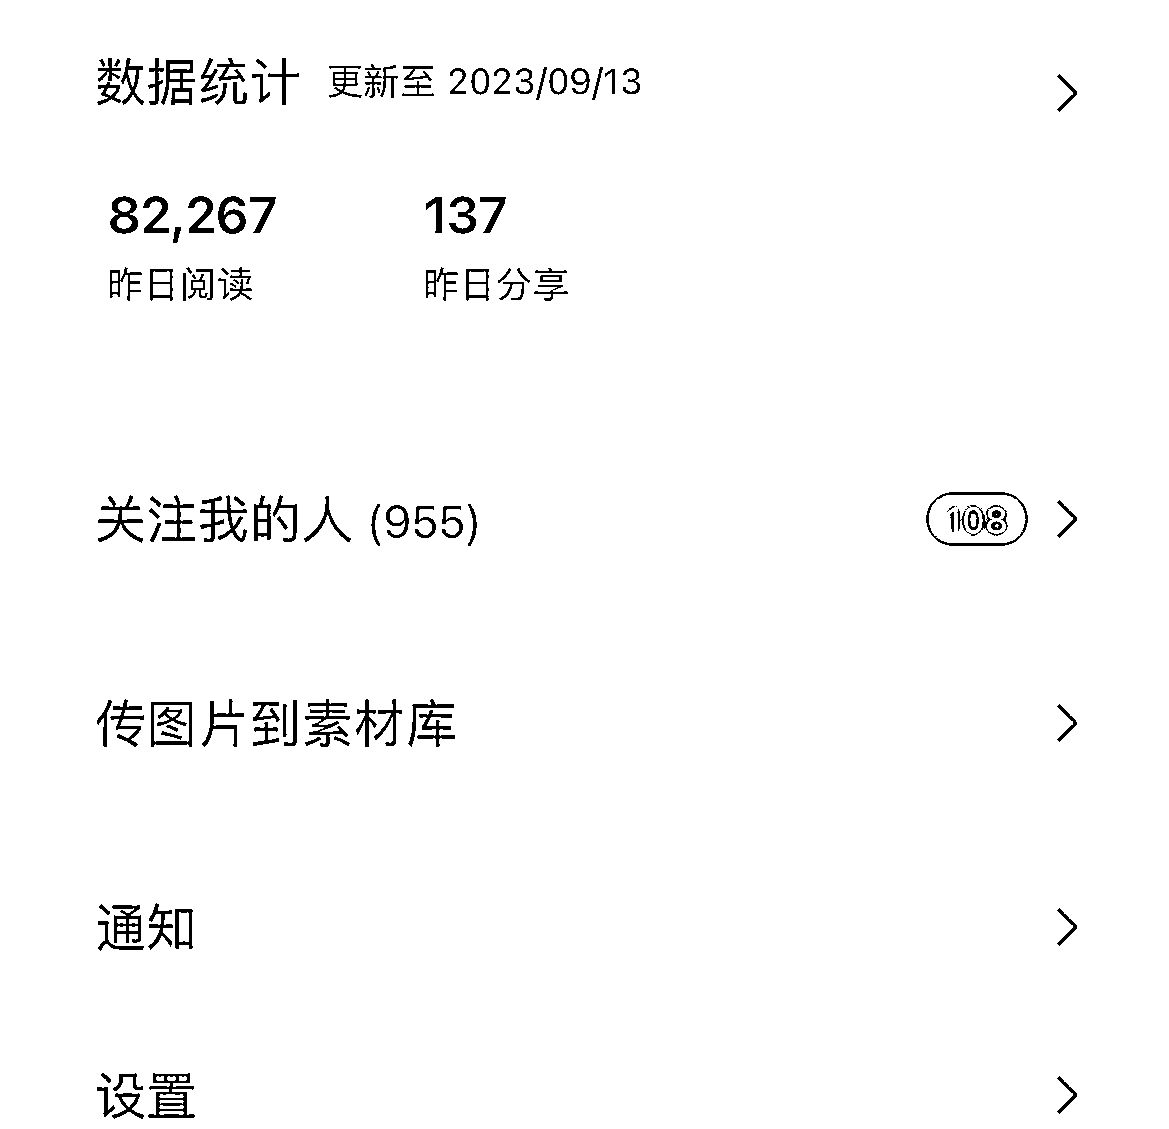 数据统计 更新至 2023/09/13
82,267 137
昨日阅读 昨日分享
关注我的人 (955) 108
传图片到素材库
通知
设置